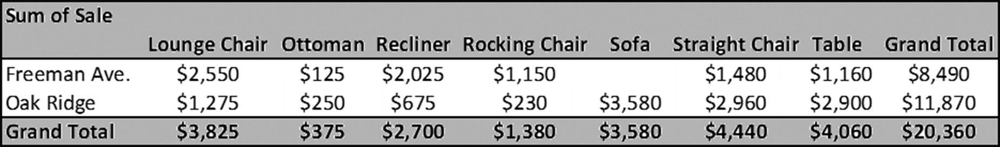 Sum of Sale
Lounge Chair Ottoman Recliner Rocking Chair Sofa Straight Chair Table Grand Total
Freeman Ave. $2,550 $125 $2,025 $1,150 $1,480 $1,160 $8,490
Oak Ridge $1,275 $250 $675 $230 $3,580 $2,960 $2,900 $11,870
Grand Total $3,825 $375 $2,700 $1,380 $3,580 $4,440 $4,060 $20,360